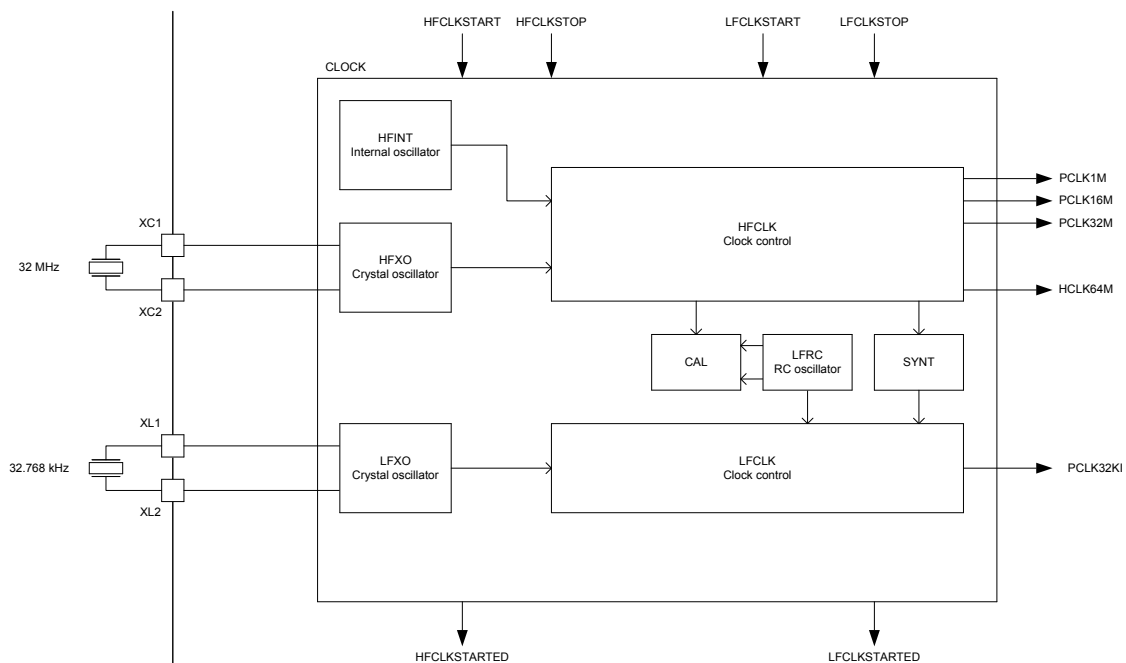 HFCLKSTART
HFCLKSTOP
LFCLKSTART
LFCLKSTOP
CLOCK
HFINT
Internal oscillator
PCLK1M
PCLK16M
PCLK32M
HFCLK
Clock control
XC1
32 MHz
HFXO
Crystal oscillator
XC2
HCLK64M
CAL
LFRC
RC oscillator
SYNT
XL1
32.768 kHz
LFXO
Crystal oscillator
LFCLK
Clock control
PCLK32KI
XL2
HFCLKSTARTED
LFCLKSTARTED